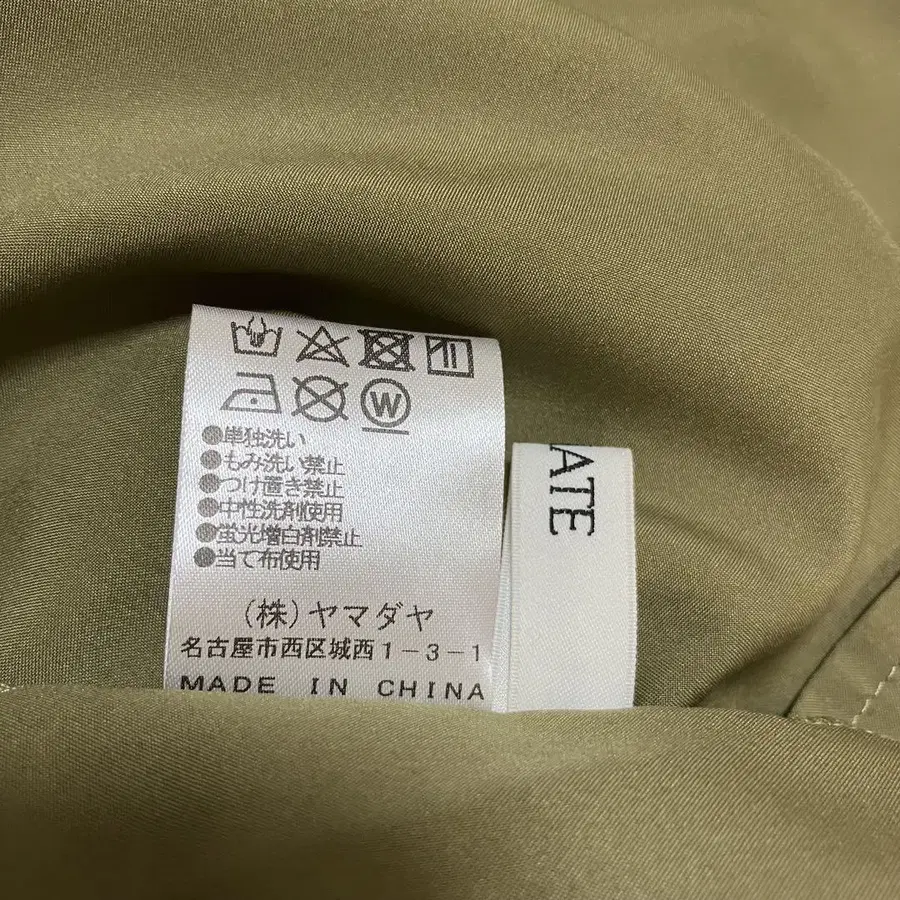 W
●単独洗い
●もみ洗い禁止
●つけ置き禁止
●中性洗剤使用
●蛍光増白剤禁止
●当て布使用
(株)ヤマダヤ
名古屋市西区城西1-3-1
MADE IN CHINA
ATE